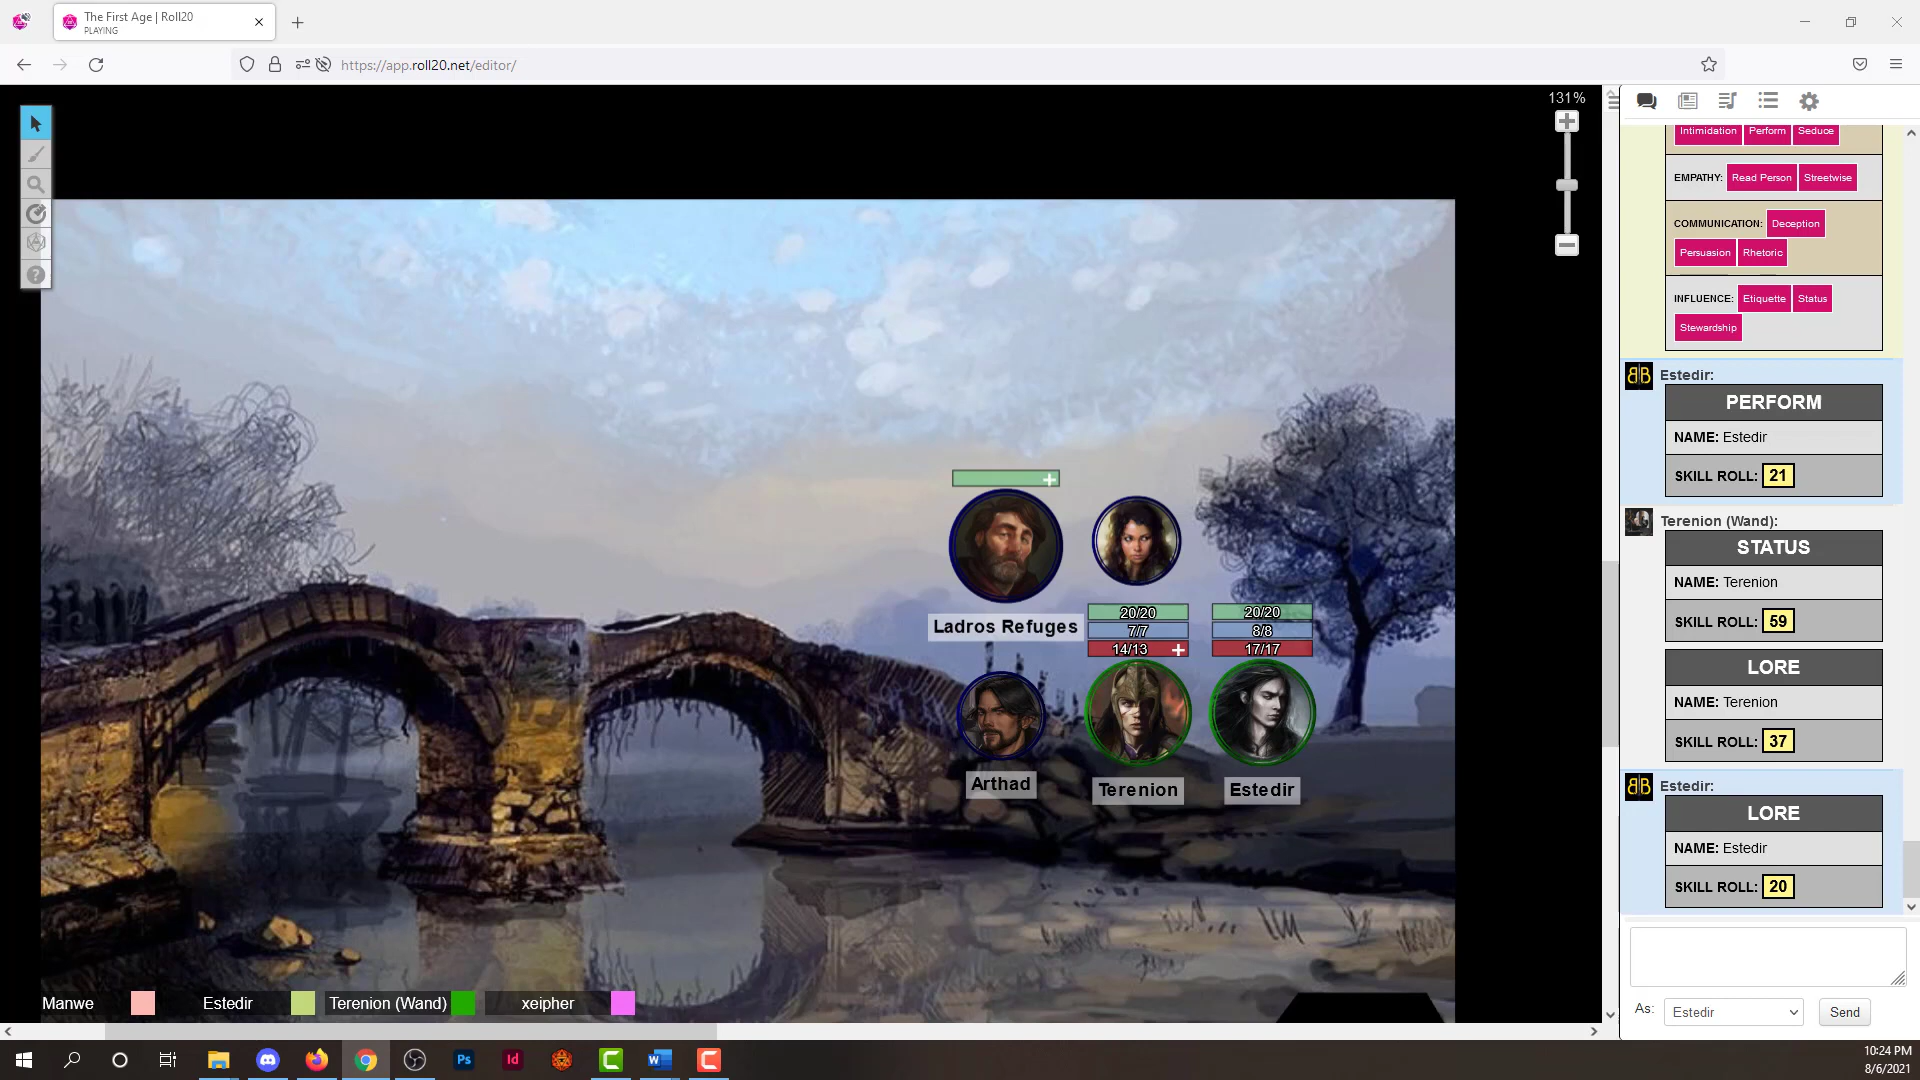 The First Age | Roll20
PLAYING
https://app.roll20.net/editor/
131%
Intimidation Perform Seduce
EMPATHY: Read Person Streetwise
COMMUNICATION: Deception
Persuasion Rhetoric
INFLUENCE: Etiquette Status
Stewardship
Estedir:
PERFORM
NAME: Estedir
SKILL ROLL: 21
Terenion (Wand):
STATUS
NAME: Terenion
SKILL ROLL: 59
LORE
NAME: Terenion
SKILL ROLL: 37
Estedir:
LORE
NAME: Estedir
SKILL ROLL: 20
As: Estedir Send
Ladros Refuges
20/20
7/7
14/13
20/20
8/8
17/17
Arthad
Terenion
Estedir
Manwe Estedir Terenion (Wand) xeipher
Ps
Id
10:24 PM
8/6/2021